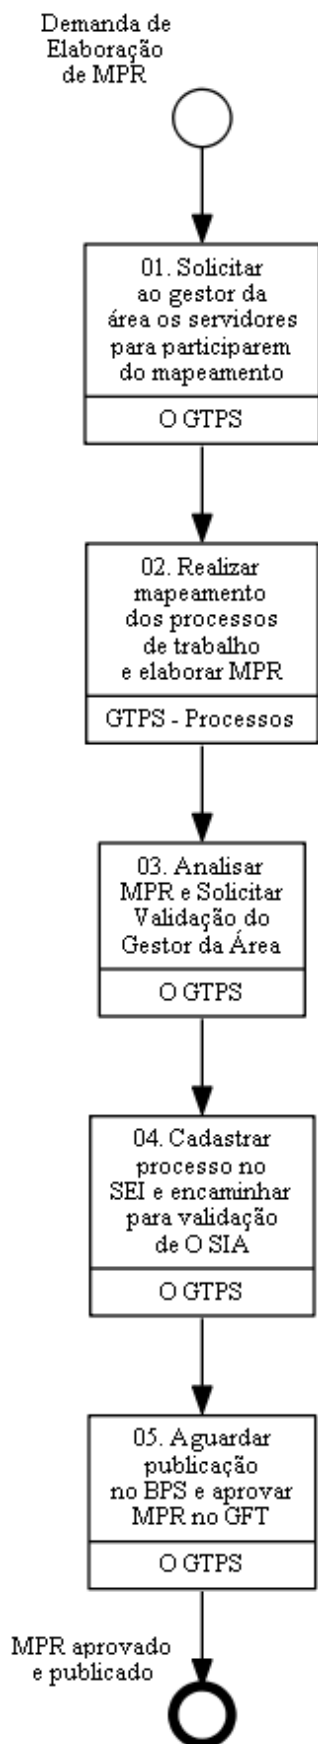 Demanda de
Elaboração
de MPR
01. Solicitar
ao gestor da
área os servidores
para participarem
do mapeamento
O GTPS
02. Realizar
mapeamento
dos processos
de trabalho
e elaborar MPR
GTPS - Processos
03. Analisar
MPR e Solicitar
Validação do
Gestor da Área
O GTPS
04. Cadastrar
processo no
SEI e encaminhar
para validação
de O SIA
O GTPS
05. Aguardar
publicação
no BPS e aprovar
MPR no GFT
O GTPS
MPR aprovado
e publicado